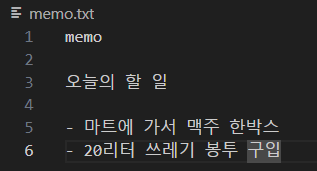 memo.txt
1 memo
2
3 오늘의 할 일
4
5 - 마트에 가서 맥주 한박스
6 - 20리터 쓰레기 봉투 구입